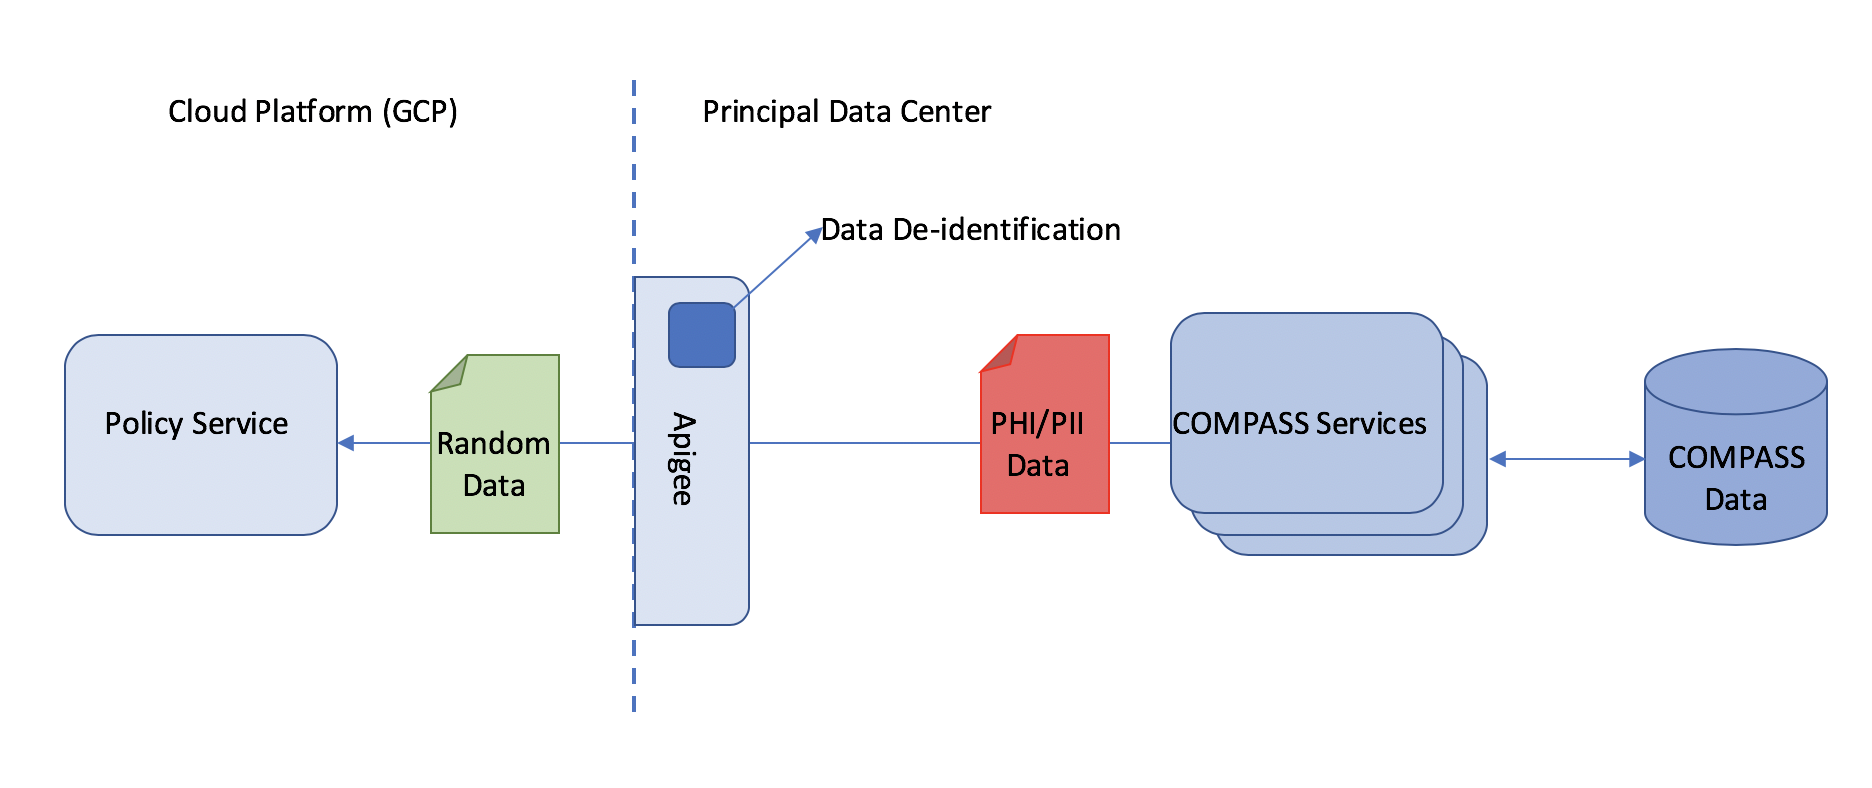 Cloud Platform (GCP)
Principal Data Center
Data De-identification
Policy Service
Random
Data
Apigee
PHI/PII
Data
COMPASS Services
COMPASS
Data